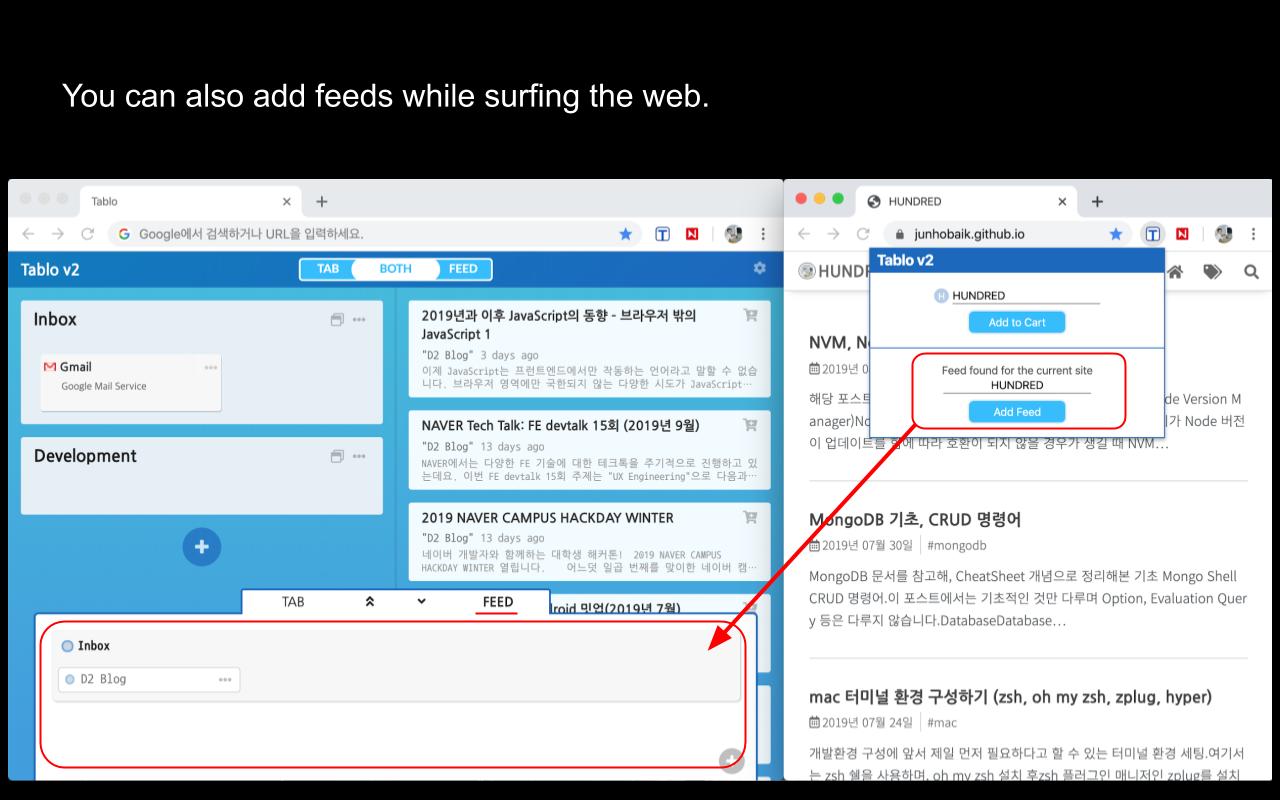 You can also add feeds while surfing the web.
Tablo
Google에서 검색하거나 URL을 입력하세요.
Tablo v2
TAB BOTH FEED
Inbox
Gmail
Google Mail Service
Development
2019년과 이후 JavaScript의 동향 - 브라우저 밖의
JavaScript 1
"D2 Blog" 3 days ago
이제 JavaScript는 프런트엔드에서만 작동하는 언어라고 말할 수 없습
니다. 브라우저 영역에만 국한되지 않는 다양한 시도가 JavaScript…
NAVER Tech Talk: FE devtalk 15회 (2019년 9월)
"D2 Blog" 13 days ago
NAVER에서는 다양한 FE 기술에 대한 테크톡을 주기적으로 진행하고 있
는데요. 이번 FE devtalk 15회 주제는 "UX Engineering"으로 다음과…
2019 NAVER CAMPUS HACKDAY WINTER
"D2 Blog" 13 days ago
네이버 개발자와 함께하는 대학생 해커톤! 2019 NAVER CAMPUS
HACKDAY WINTER 열립니다. 어느덧 일곱 번째를 맞이한 네이버 캠…
droid 밋업(2019년 7월)
TAB FEED
Inbox
D2 Blog
HUNDRED
junhobaik.github.io
HUNDR
Tablo v2
H HUNDRED
Add to Cart
Feed found for the current site
HUNDRED
Add Feed
NVM, N
2019년 0
해당 포스트 de Version M
anager)No 가 Node 버전
이 업데이트를 함에 따라 호환이 되지 않을 경우가 생길 때 NVM…
MongoDB 기초, CRUD 명령어
2019년 07월 30일 #mongodb
MongoDB 문서를 참고해, CheatSheet 개념으로 정리해본 기초 Mongo Shell
CRUD 명령어.이 포스트에서는 기초적인 것만 다루며 Option, Evaluation Quer
y 등은 다루지 않습니다.DatabaseDatabase…
mac 터미널 환경 구성하기 (zsh, oh my zsh, zplug, hyper)
2019년 07월 24일 #mac
개발환경 구성에 앞서 제일 먼저 필요하다고 할 수 있는 터미널 환경 세팅.여기서
는 zsh 쉘을 사용하며, oh my zsh 설치 후zsh 플러그인 매니저인 zplug를 설치